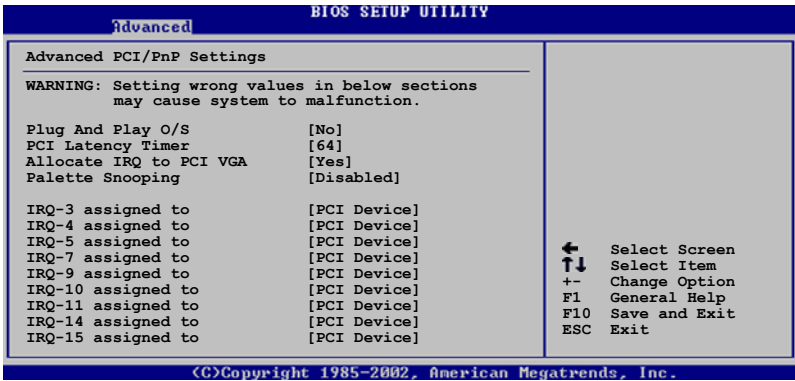 BIOS SETUP UTILITY
Advanced
Advanced PCI/PnP Settings
WARNING: Setting wrong values in below sections
may cause system to malfunction.
Plug And Play O/S [No]
PCI Latency Timer [64]
Allocate IRQ to PCI VGA [Yes]
Palette Snooping [Disabled]
IRQ-3 assigned to [PCI Device]
IRQ-4 assigned to [PCI Device]
IRQ-5 assigned to [PCI Device]
IRQ-7 assigned to [PCI Device]
IRQ-9 assigned to [PCI Device]
IRQ-10 assigned to [PCI Device]
IRQ-11 assigned to [PCI Device]
IRQ-14 assigned to [PCI Device]
IRQ-15 assigned to [PCI Device]
← Select Screen
↑↓ Select Item
+- Change Option
F1 General Help
F10 Save and Exit
ESC Exit
(C)Copyright 1985-2002, American Megatrends, Inc.